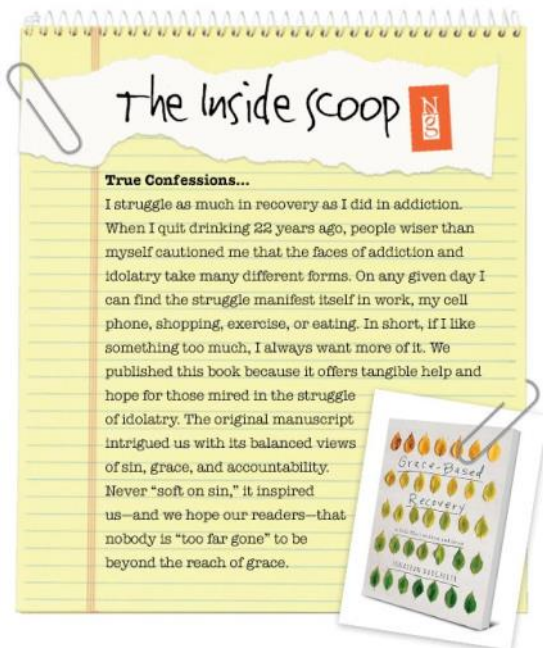 The Inside Scoop
Ng
True Confessions...
I struggle as much in recovery as I did in addiction.
When I quit drinking 22 years ago, people wiser than
myself cautioned me that the faces of addiction and
idolatry take many different forms. On any given day I
can find the struggle manifest itself in work, my cell
phone, shopping, exercise, or eating. In short, if I like
something too much, I always want more of it. We
published this book because it offers tangible help and
hope for those mired in the struggle
of idolatry. The original manuscript
intrigued us with its balanced views
of sin, grace, and accountability.
Never “soft on sin,” it inspired
us—and we hope our readers—that
nobody is “too far gone” to be
beyond the reach of grace.
Grace-Based
Recovery